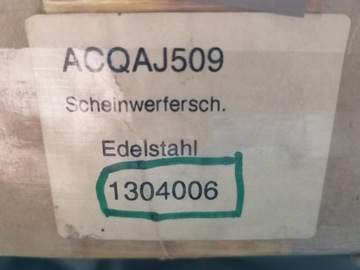 ACQAJ509
Scheinwerfersch.
Edelstahl
1304006